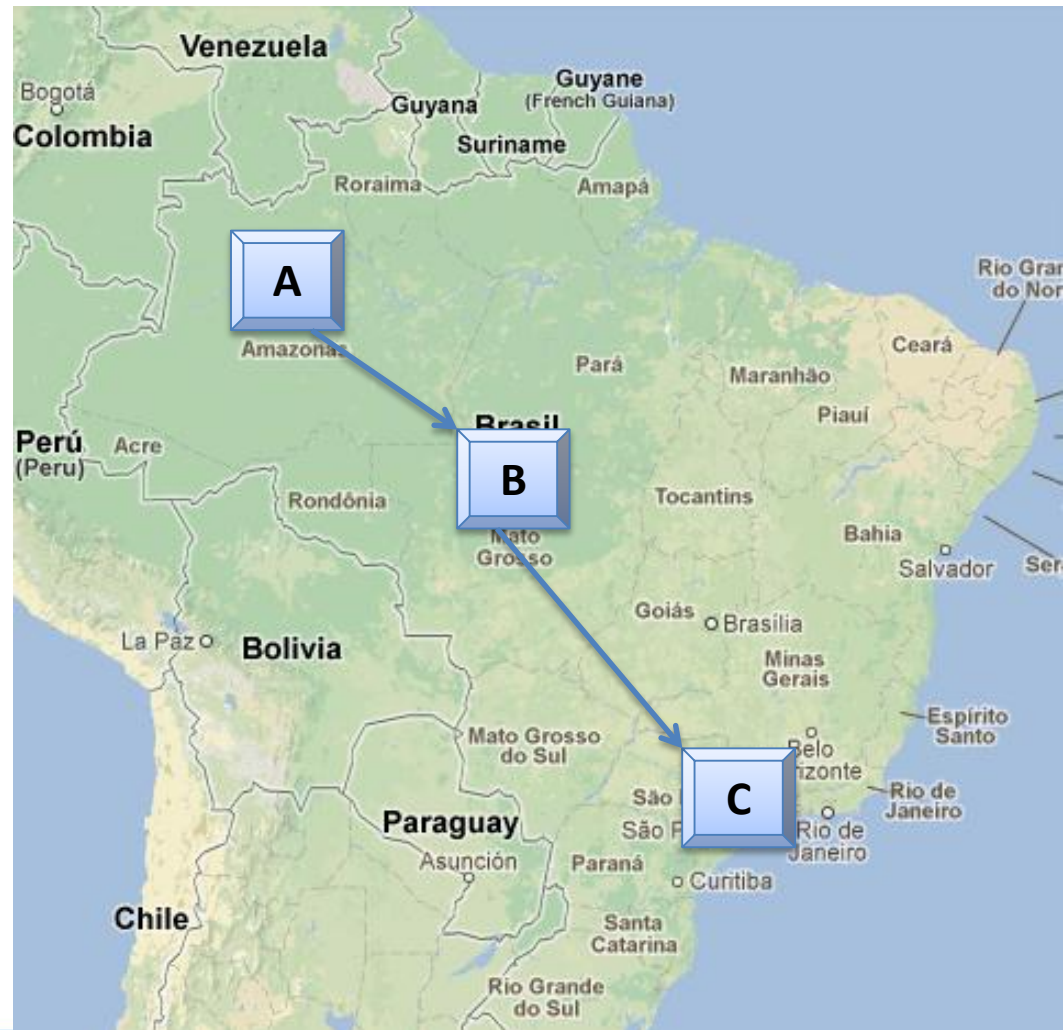 Venezuela
Bogotá
Guyane
(French Guiana)
Guyana
Colombia
Suriname
Roraima
Amapá
Rio Gran
do Nor
A
Ceará
Amazonas
Pará
Maranhão
Piauí
Brasil
Perú
(Peru)
Acre
B
Rondônia
Tocantins
Mato
Grosso
Bahia
Salvador
Ser
Goiás
Brasília
La Paz
Bolivia
Minas
Gerais
Espírito
Santo
Mato Grosso
do Sul
Belo
rizonte
C
São
Rio de
Janeiro
São P
Rio de
Janeiro
Paraguay
Asunción
Paraná
Curitiba
Chile
Santa
Catarina
Rio Grande
do Sul